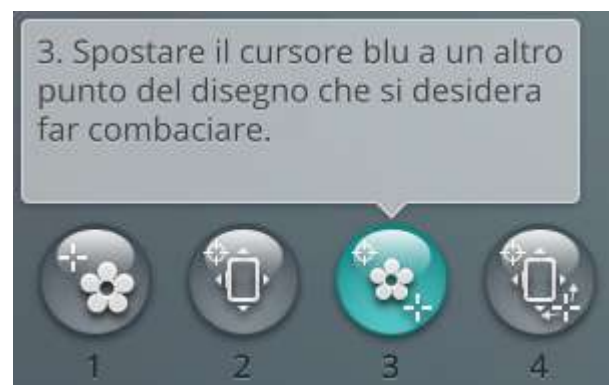 3. Spostare il cursore blu a un altro
punto del disegno che si desidera
far combaciare.
1 2 3 4